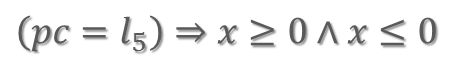 (pc = l₅) ⇒ x ≥ 0 ∧ x ≤ 0